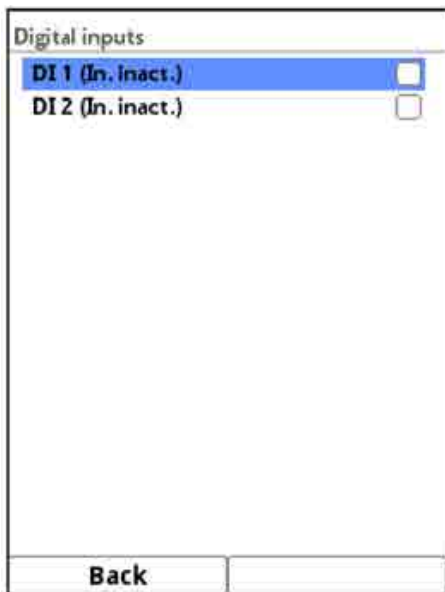 Digital inputs
DI 1 (In. inact.)
DI 2 (In. inact.)
Back